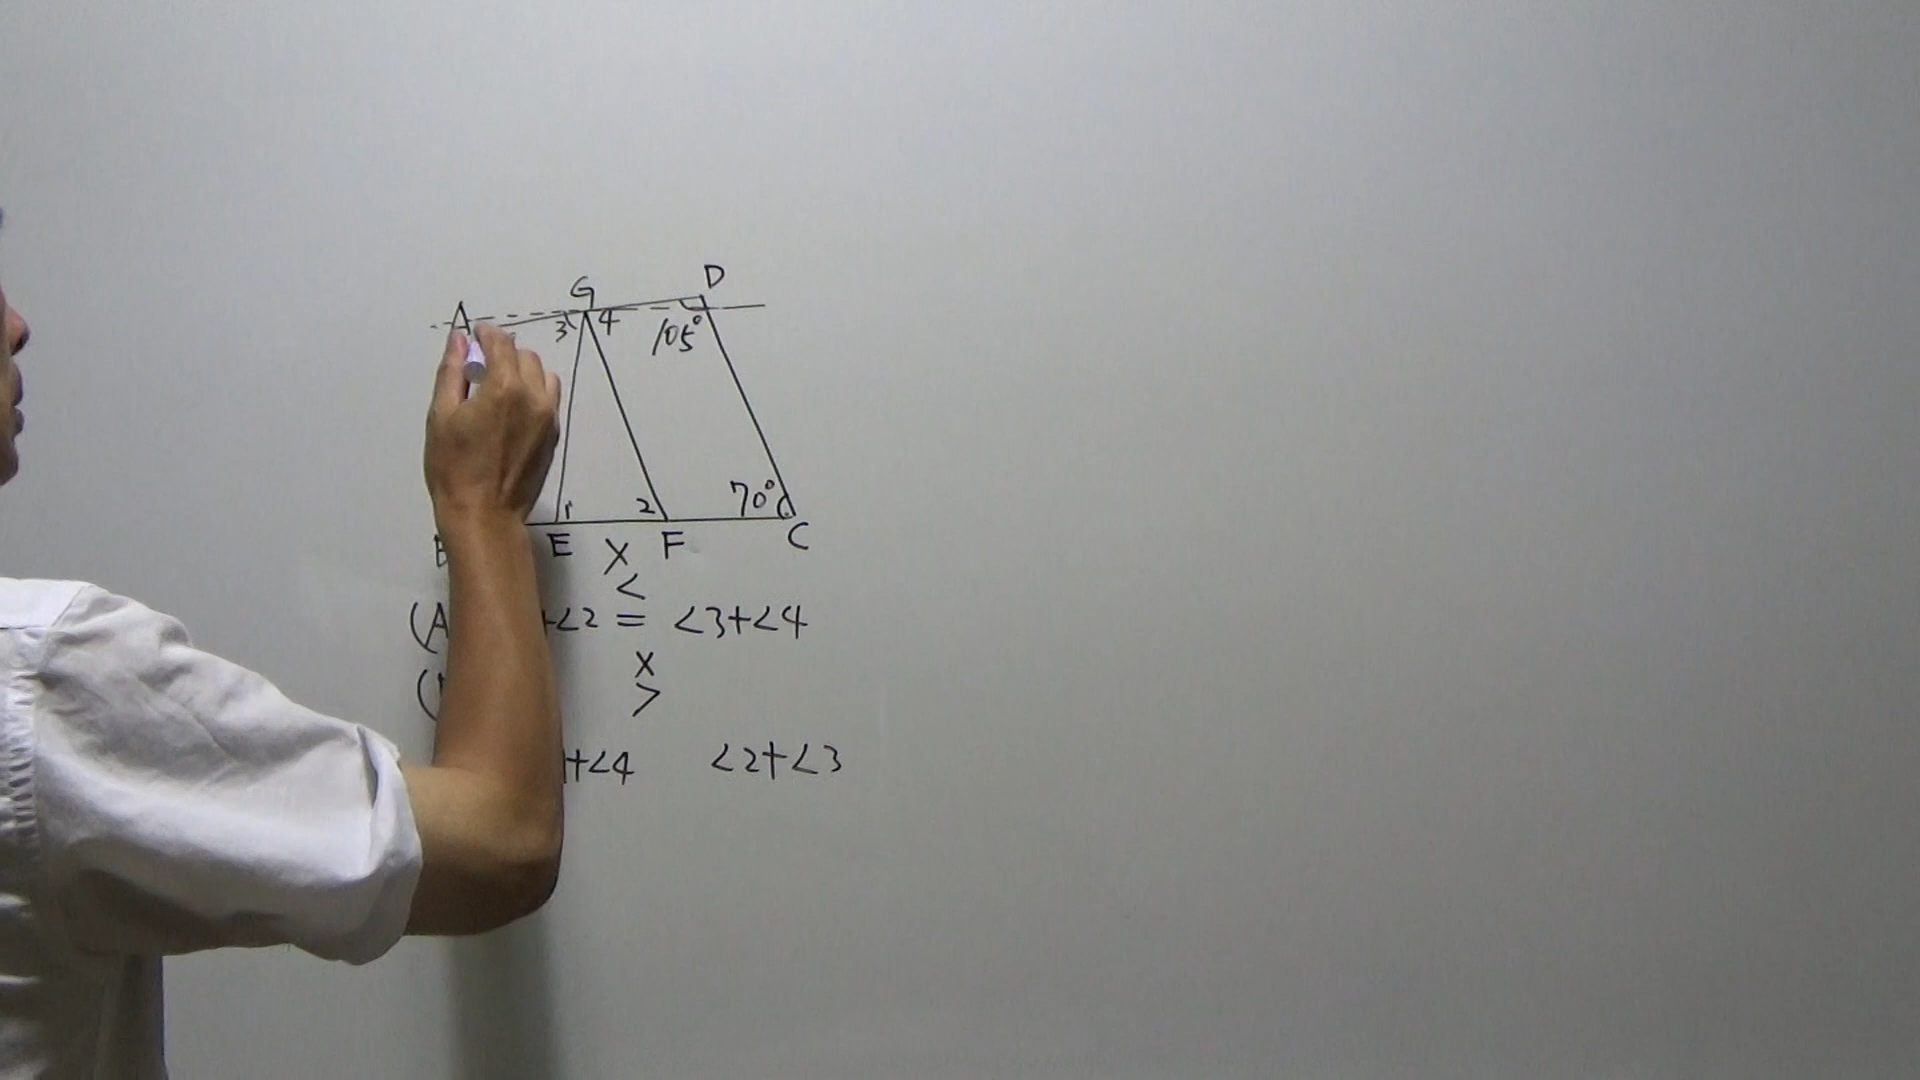 G D
A 3 4 105°
1 2 70°
E F C
×
<
(A +∠2 = ∠3+∠4
×
( >
+∠4 ∠2+∠3